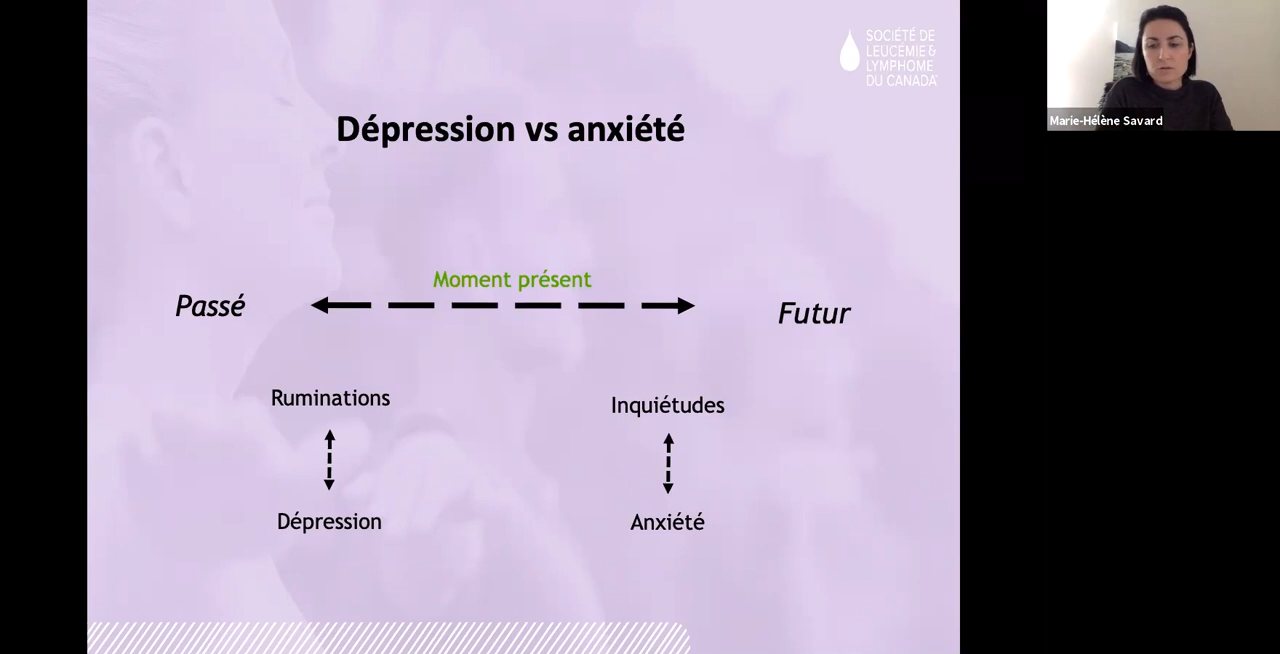 SOCIÉTÉ DE
LEUCÉMIE &
LYMPHOME
DU CANADA
Marie-Hélène Savard
Dépression vs anxiété
Moment présent
Passé
Futur
Ruminations
Inquiétudes
Dépression
Anxiété